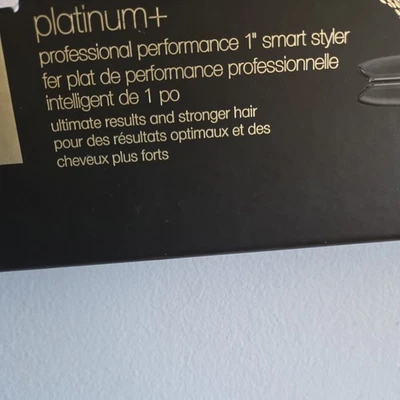 platinum+
professional performance 1" smart styler
fer plat de performance professionnelle
intelligent de 1 po
ultimate results and stronger hair
pour des résultats optimaux et des
cheveux plus forts